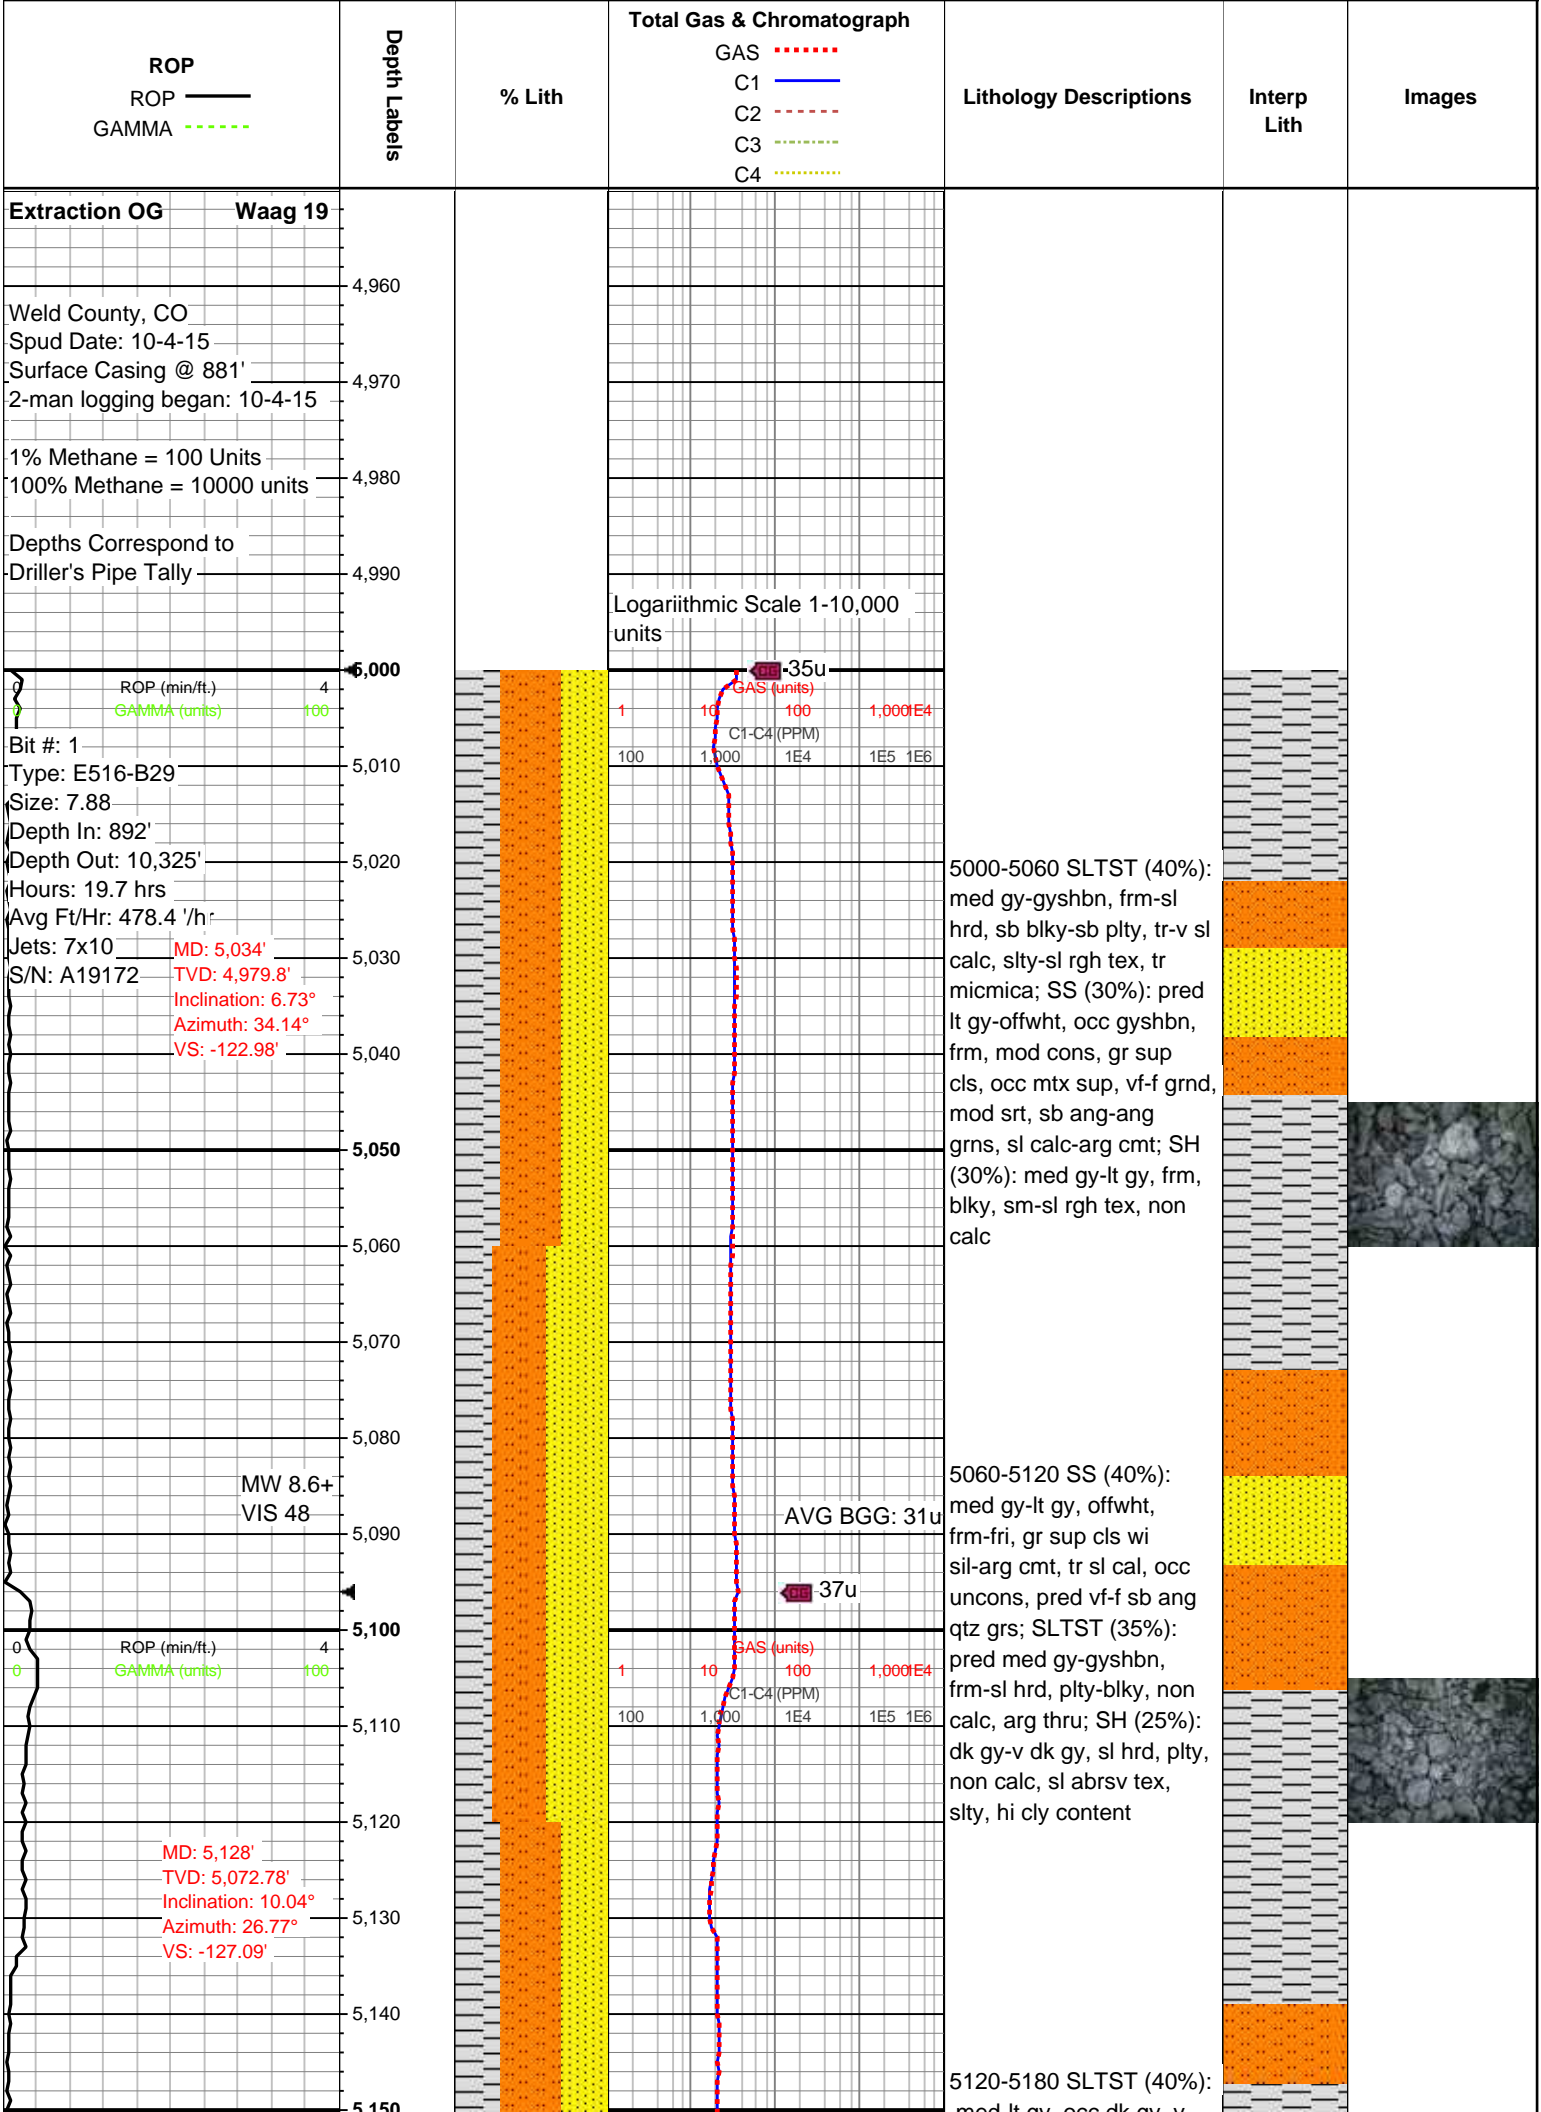 ROP
ROP
GAMMA
Depth Labels
% Lith
Total Gas & Chromatograph
GAS
C1
C2
C3
C4
Lithology Descriptions
Interp
Lith
Images
Extraction OG Waag 19
4,960
Weld County, CO
Spud Date: 10-4-15
Surface Casing @ 881'
4,970
2-man logging began: 10-4-15
1% Methane = 100 Units
4,980
100% Methane = 10000 units
Depths Correspond to
Driller's Pipe Tally
4,990
Logariithmic Scale 1-10,000
units
5,000
CG 35u
0 ROP (min/ft.) 4
0 GAMMA (units) 100
GAS (units)
1 10 100 1,000 1E4
C1-C4 (PPM)
100 1,000 1E4 1E5 1E6
Bit #: 1
5,010
Type: E516-B29
Size: 7.88
Depth In: 892'
Depth Out: 10,325'
5,020
Hours: 19.7 hrs
Avg Ft/Hr: 478.4 '/hr
Jets: 7x10
S/N: A19172
MD: 5,034'
5,030
TVD: 4,979.8'
Inclination: 6.73°
Azimuth: 34.14°
VS: -122.98'
5,040
5000-5060 SLTST (40%):
med gy-gyshbn, frm-sl
hrd, sb blky-sb plty, tr-v sl
calc, slty-sl rgh tex, tr
micmica; SS (30%): pred
lt gy-offwht, occ gyshbn,
frm, mod cons, gr sup
cls, occ mtx sup, vf-f grnd,
mod srt, sb ang-ang
grns, sl calc-arg cmt; SH
(30%): med gy-lt gy, frm,
blky, sm-sl rgh tex, non
calc
5,050
5,060
5,070
5,080
MW 8.6+
VIS 48
AVG BGG: 31u
5,090
CG 37u
5060-5120 SS (40%):
med gy-lt gy, offwht,
frm-fri, gr sup cls wi
sil-arg cmt, tr sl cal, occ
uncons, pred vf-f sb ang
qtz grs; SLTST (35%):
pred med gy-gyshbn,
frm-sl hrd, plty-blky, non
calc, arg thru; SH (25%):
dk gy-v dk gy, sl hrd, plty,
non calc, sl abrsv tex,
slty, hi cly content
5,100
0 ROP (min/ft.) 4
0 GAMMA (units) 100
GAS (units)
1 10 100 1,000 1E4
C1-C4 (PPM)
100 1,000 1E4 1E5 1E6
5,110
5,120
MD: 5,128'
TVD: 5,072.78'
Inclination: 10.04°
Azimuth: 26.77°
VS: -127.09'
5,130
5,140
5120-5180 SLTST (40%):
med lt gy, occ dk gy, v
5,150